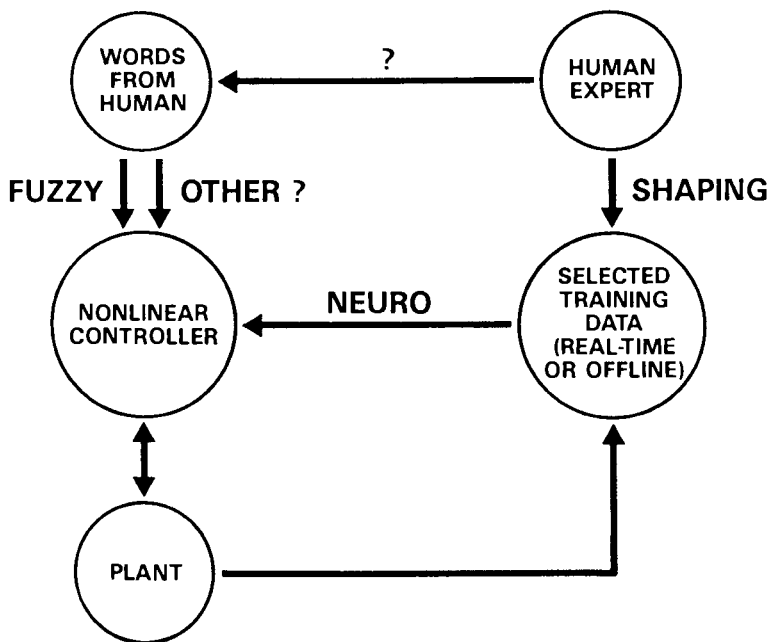 WORDS
FROM
HUMAN
?
HUMAN
EXPERT
FUZZY
OTHER ?
SHAPING
NONLINEAR
CONTROLLER
NEURO
SELECTED
TRAINING
DATA
(REAL-TIME
OR OFFLINE)
PLANT